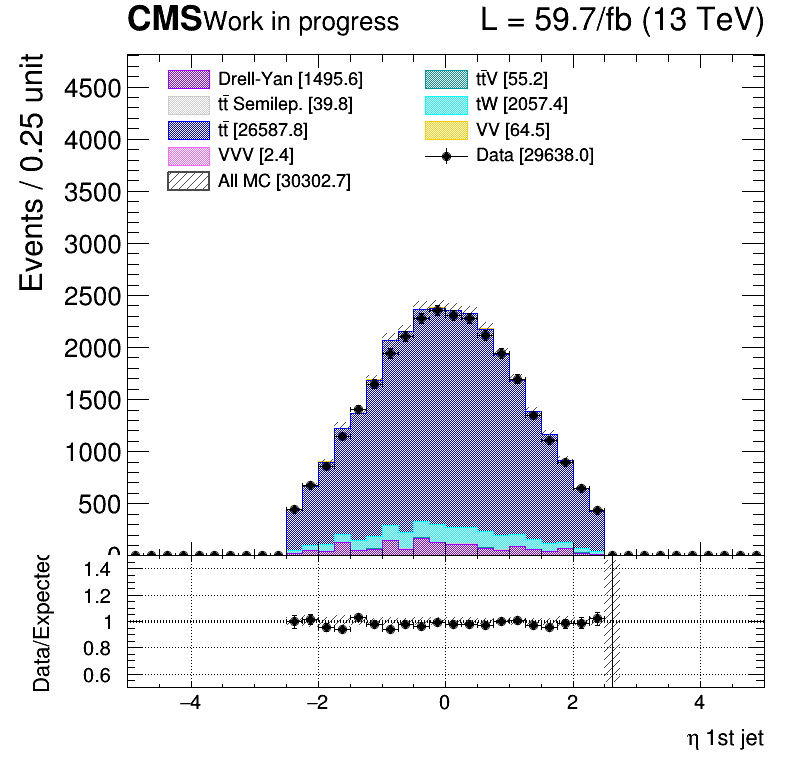 CMS Work in progress L = 59.7/fb (13 TeV)
Events / 0.25 unit
4500
4000
3500
3000
2500
2000
1500
1000
500
0
Drell-Yan [1495.6]
tt̄ Semilep. [39.8]
tt̄ [26587.8]
VVV [2.4]
All MC [30302.7]
tt̄V [55.2]
tW [2057.4]
VV [64.5]
Data [29638.0]
Data/Expected
1.4
1.2
1
0.8
0.6
−4 −2 0 2 4
η 1st jet